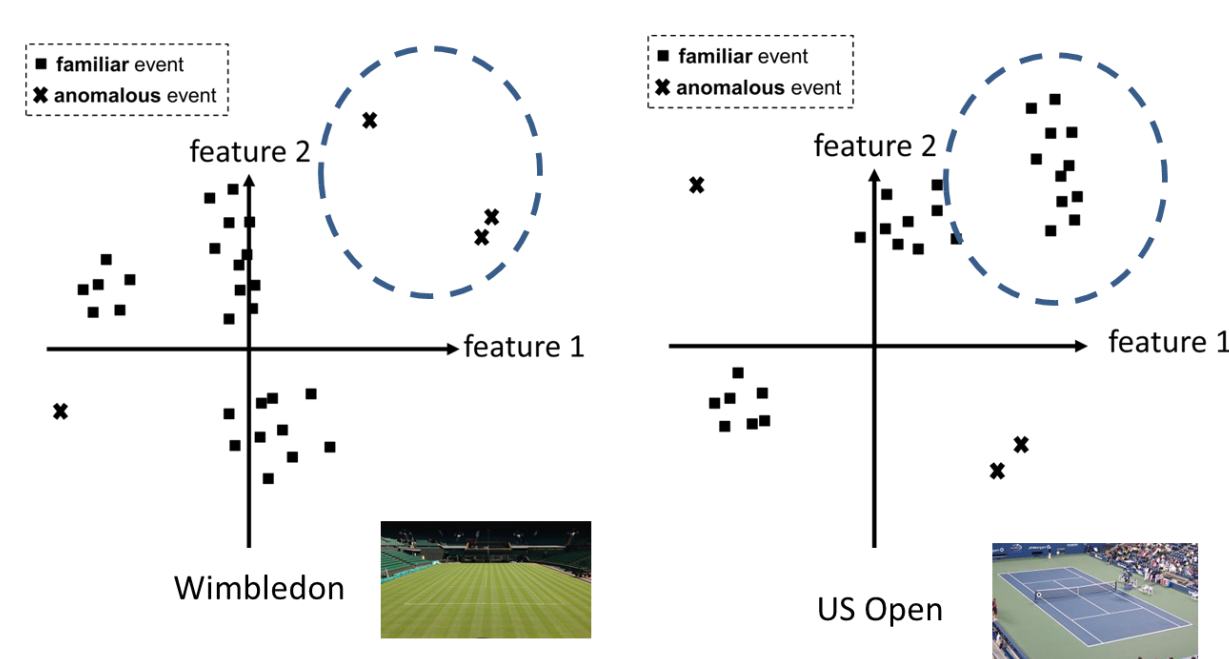 familiar event
anomalous event
feature 2
feature 1
Wimbledon
familiar event
anomalous event
feature 2
feature 1
US Open